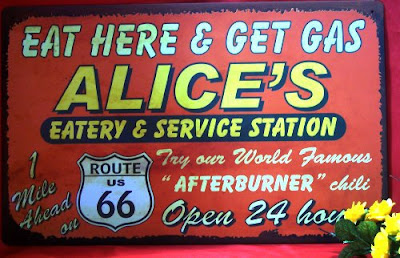 EAT HERE & GET GAS
ALICE'S
EATERY & SERVICE STATION
1
Mile
Ahead
on
ROUTE
US
66
Try our World Famous
"AFTERBURNER" chili
Open 24